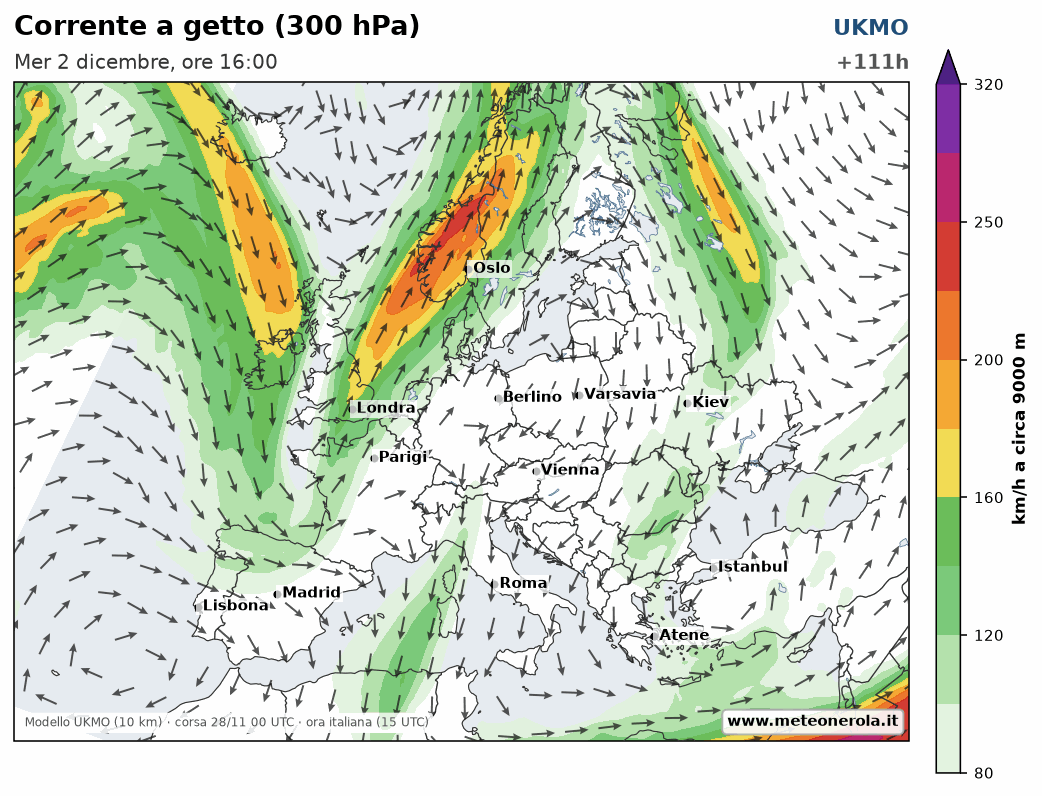 Corrente a getto (300 hPa)
UKMO
Mer 2 dicembre, ore 16:00
+111h
320
250
200
160
120
80
km/h a circa 9000 m
Oslo
Londra
Berlino
Varsavia
Kiev
Parigi
Vienna
Istanbul
Roma
Madrid
Lisbona
Atene
Modello UKMO (10 km) · corsa 28/11 00 UTC · ora italiana (15 UTC)
www.meteonerola.it